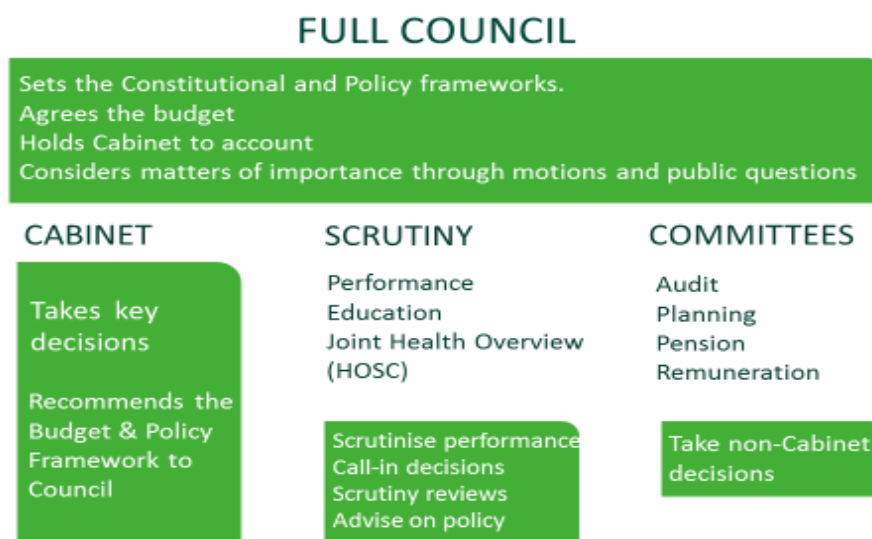 FULL COUNCIL
Sets the Constitutional and Policy frameworks.
Agrees the budget
Holds Cabinet to account
Considers matters of importance through motions and public questions
CABINET
Takes key
decisions
Recommends the
Budget & Policy
Framework to
Council
SCRUTINY
Performance
Education
Joint Health Overview
(HOSC)
Scrutinise performance
Call-in decisions
Scrutiny reviews
Advise on policy
COMMITTEES
Audit
Planning
Pension
Remuneration
Take non-Cabinet
decisions